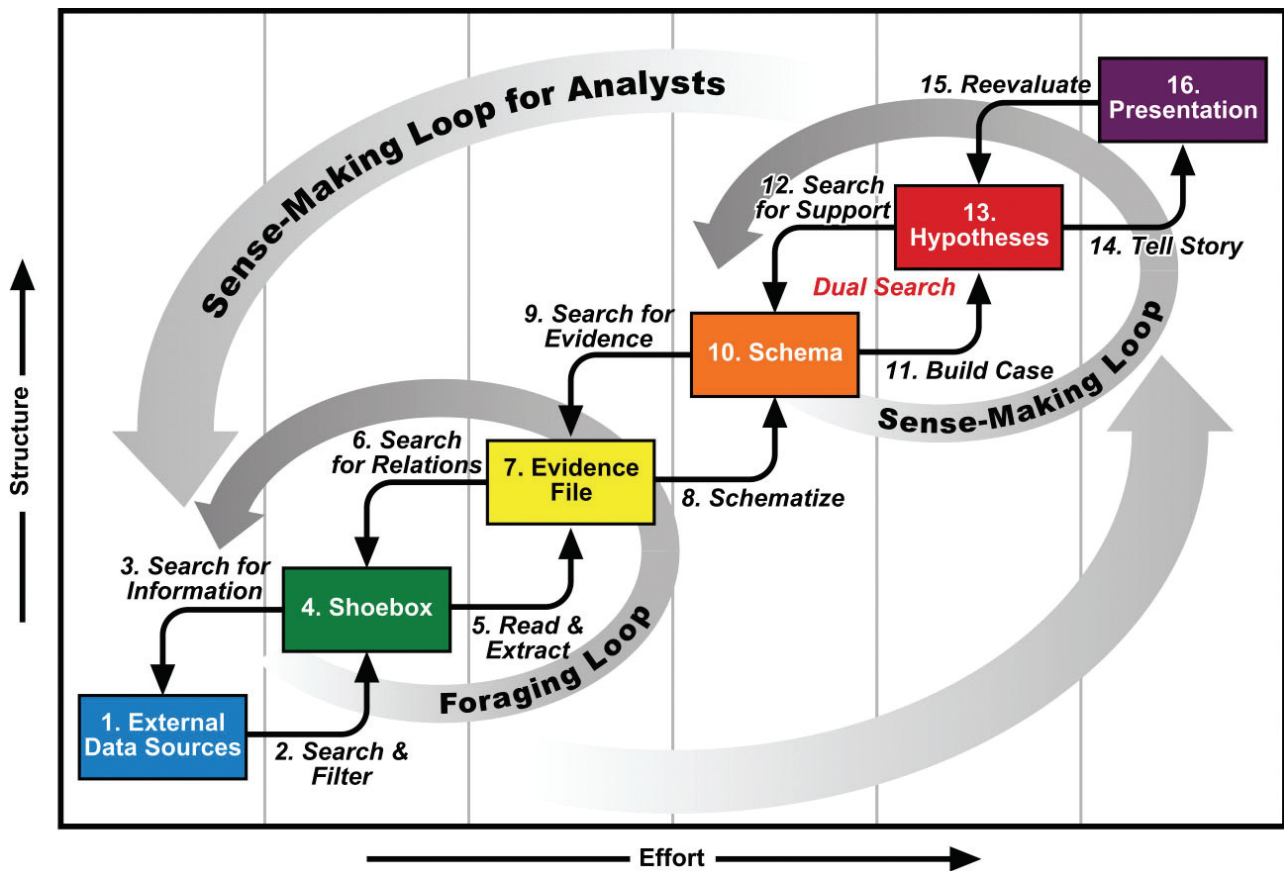 Sense-Making Loop for Analysts
15. Reevaluate
16.
Presentation
12. Search
for Support
13.
Hypotheses
14. Tell Story
Dual Search
9. Search for
Evidence
10. Schema
11. Build Case
Sense-Making Loop
6. Search
for Relations
7. Evidence
File
8. Schematize
3. Search for
Information
4. Shoebox
5. Read &
Extract
Foraging Loop
1. External
Data Sources
2. Search &
Filter
Structure
Effort